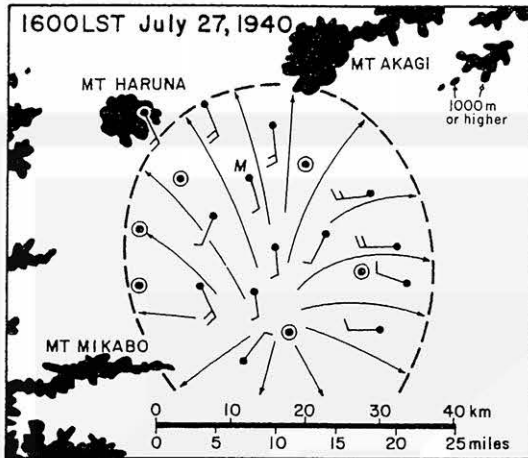 1600LST July 27, 1940
MT AKAGI
MT HARUNA
1000m
or higher
M
MT MIKABO
0 10 20 30 40 km
0 5 10 15 20 25 miles